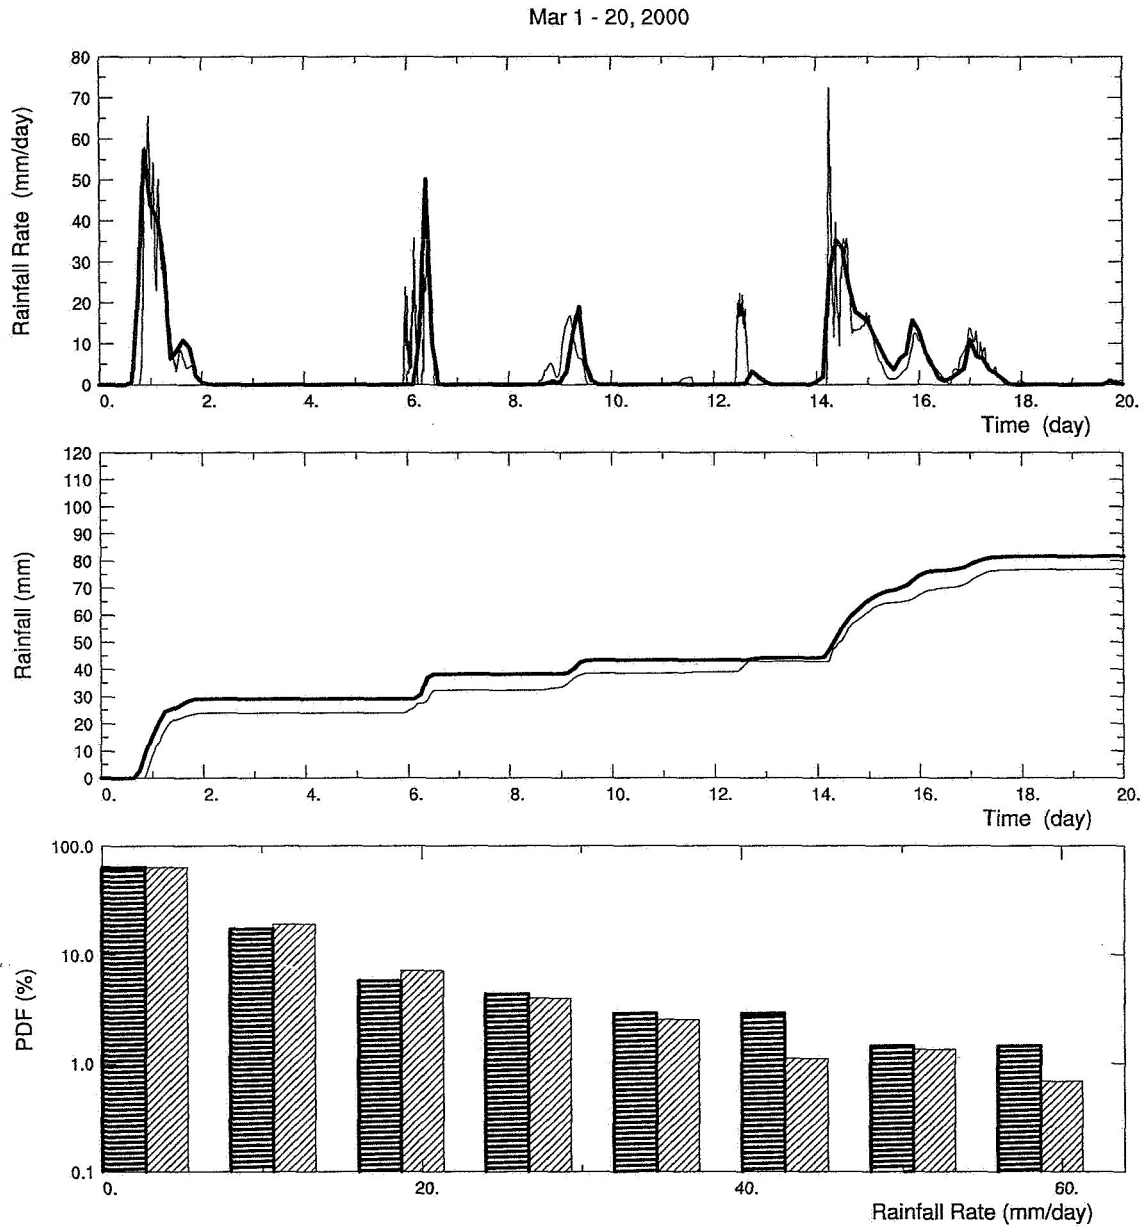 Mar 1 - 20, 2000
80
70
60
50
40
30
20
10
0
Rainfall Rate (mm/day)
0. 2. 4. 6. 8. 10. 12. 14. 16. 18. 20.
Time (day)
120
110
100
90
80
70
60
50
40
30
20
10
0
Rainfall (mm)
0. 2. 4. 6. 8. 10. 12. 14. 16. 18. 20.
Time (day)
100.0
10.0
1.0
0.1
PDF (%)
0. 20. 40. 60.
Rainfall Rate (mm/day)